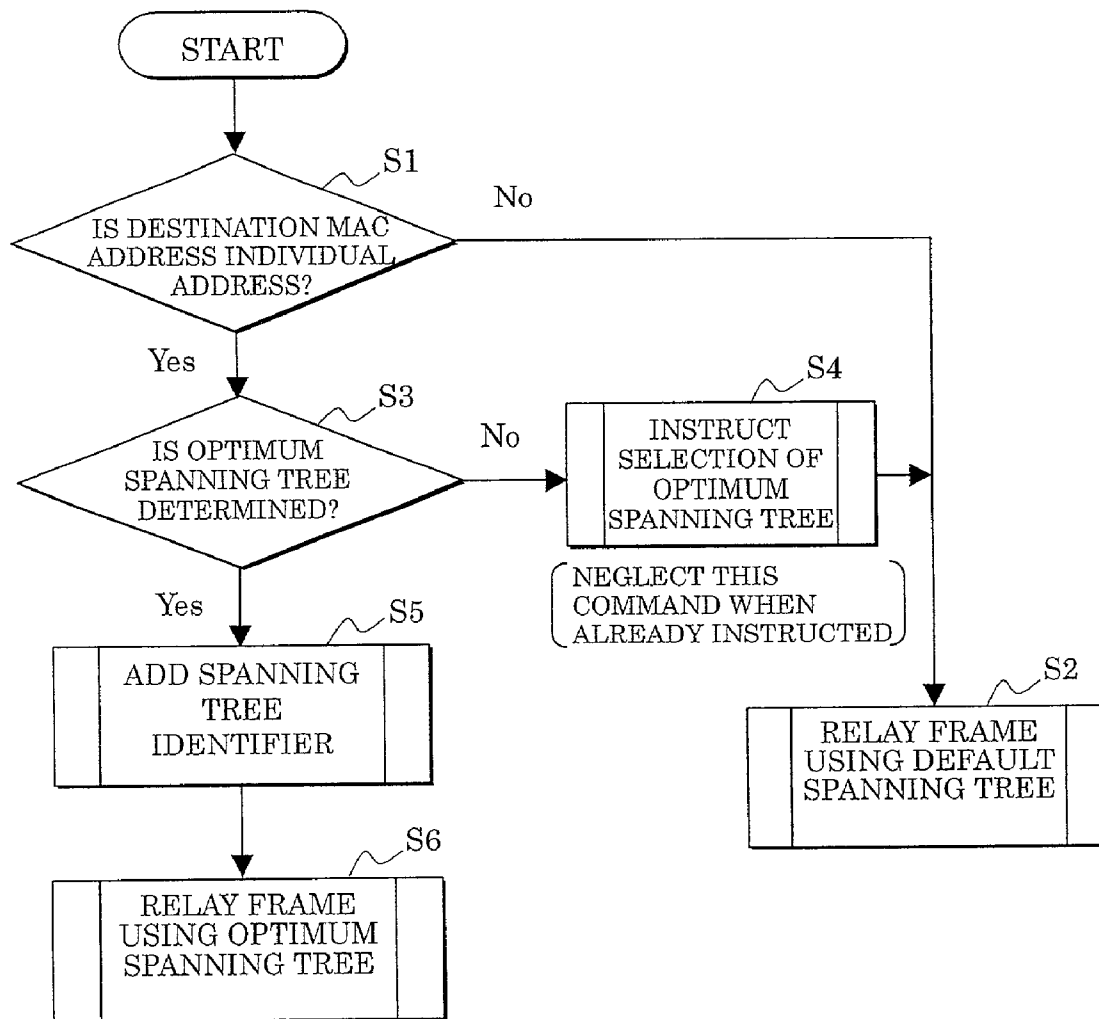 START
S1
No
IS DESTINATION MAC
ADDRESS INDIVIDUAL
ADDRESS?
Yes
S3
No
IS OPTIMUM
SPANNING TREE
DETERMINED?
S4
INSTRUCT
SELECTION OF
OPTIMUM
SPANNING TREE
NEGLECT THIS
COMMAND WHEN
ALREADY INSTRUCTED
Yes
S5
ADD SPANNING
TREE
IDENTIFIER
S2
RELAY FRAME
USING DEFAULT
SPANNING TREE
S6
RELAY FRAME
USING OPTIMUM
SPANNING TREE